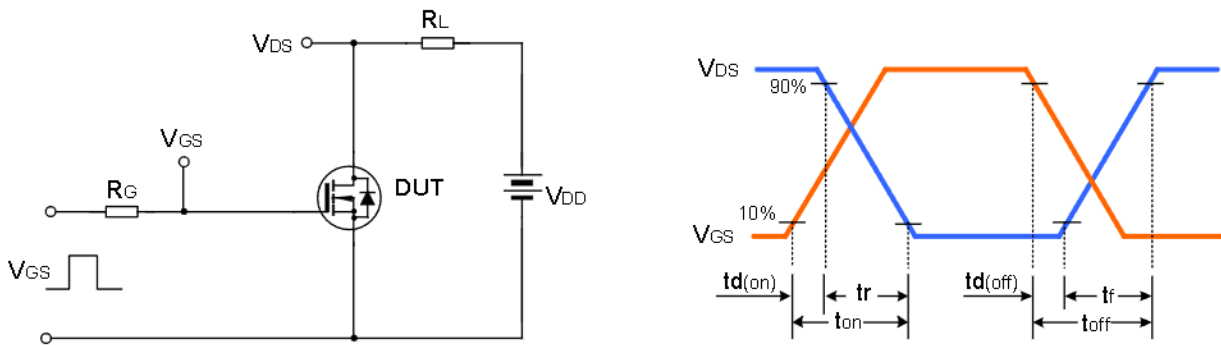 RL
VDS
VGS
RG
DUT
VDD
VGS
VDS
90%
10%
VGS
td(on)
tr
td(off)
tf
ton
toff